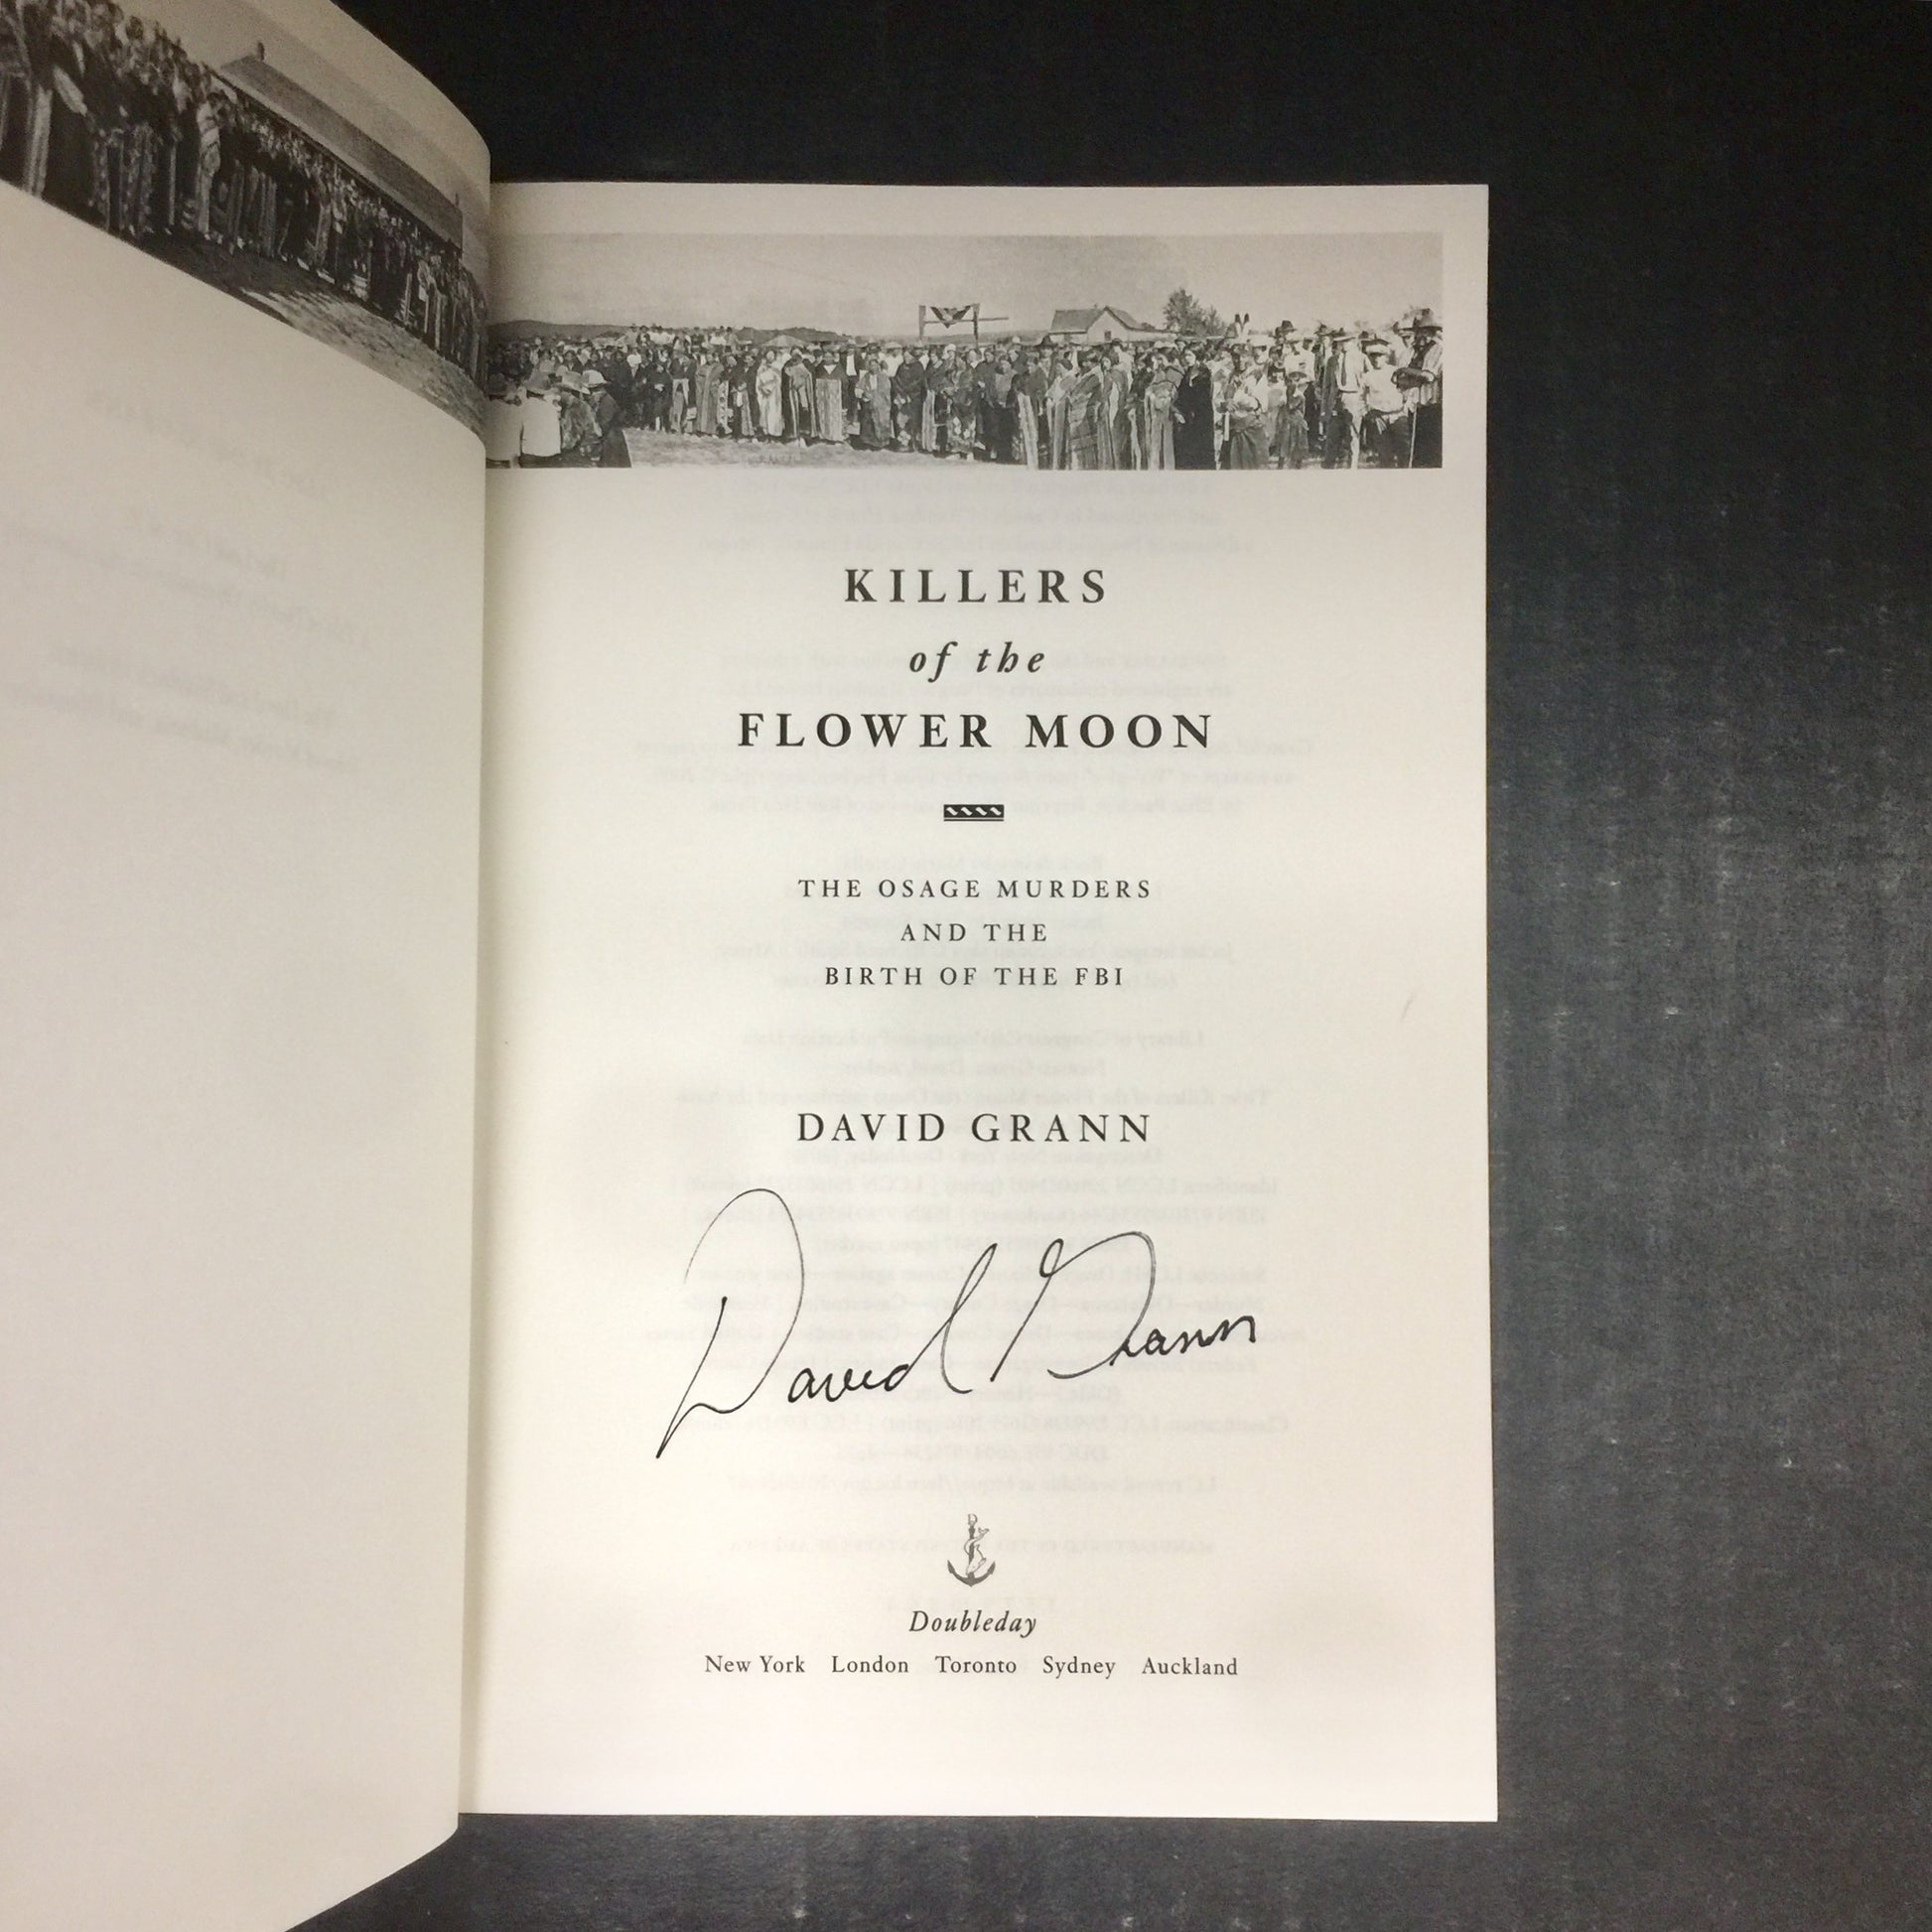 KILLERS
of the
FLOWER MOON
THE OSAGE MURDERS
AND THE
BIRTH OF THE FBI
DAVID GRANN
David Grann
Doubleday
New York London Toronto Sydney Auckland